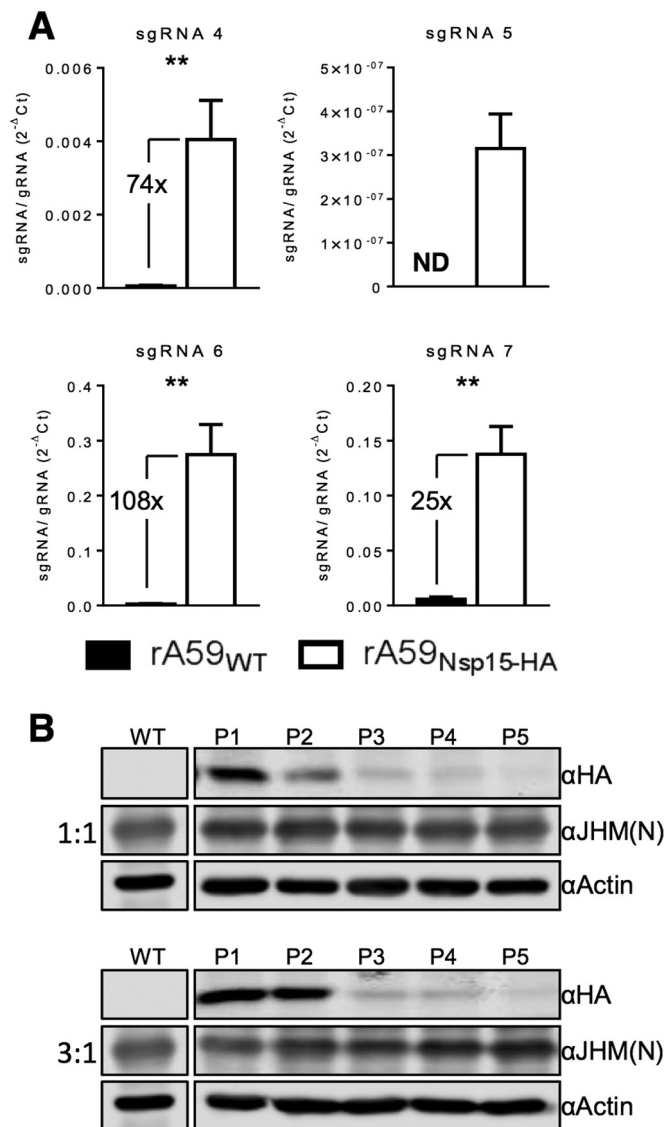 A
sgRNA 4
**
sgRNA/ gRNA (2^-ΔCt)
0.006
0.004
0.002
0.000
74x
sgRNA 5
sgRNA/ gRNA (2^-ΔCt)
5×10^-07
4×10^-07
3×10^-07
2×10^-07
1×10^-07
0
ND
sgRNA 6
**
sgRNA/ gRNA (2^-ΔCt)
0.4
0.3
0.2
0.1
0.0
108x
sgRNA 7
**
sgRNA/ gRNA (2^-ΔCt)
0.20
0.15
0.10
0.05
0.00
25x
rA59WT rA59Nsp15-HA
B
WT P1 P2 P3 P4 P5
αHA
1:1 αJHM(N)
αActin
WT P1 P2 P3 P4 P5
αHA
3:1 αJHM(N)
αActin